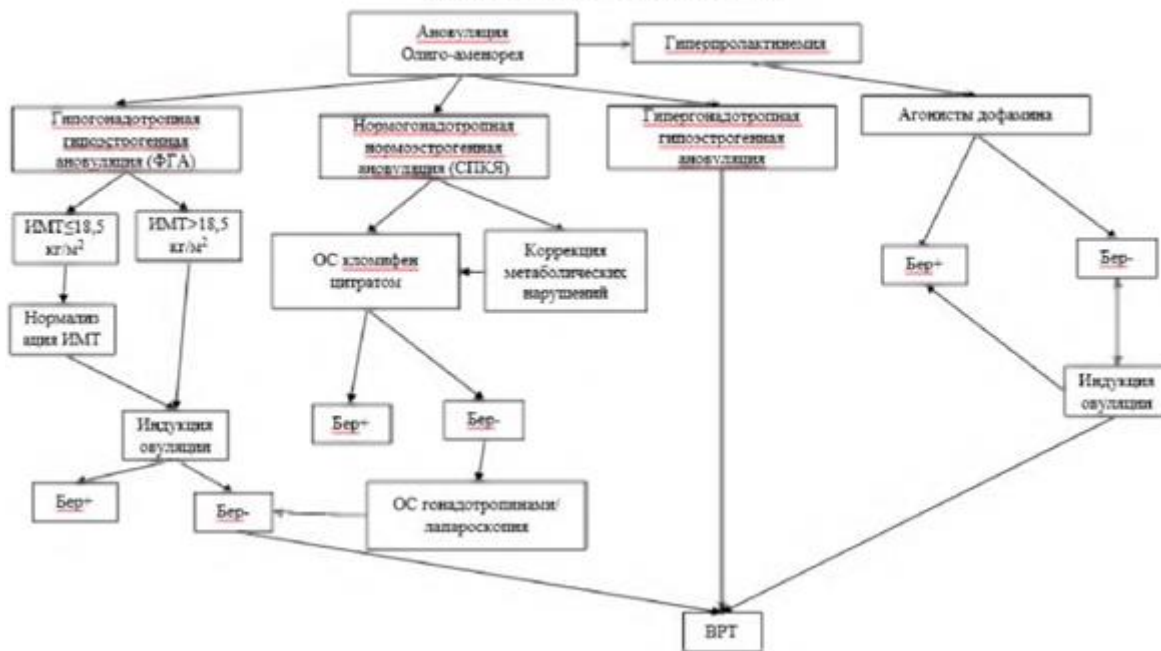 Ановуляция
Олиго-аменорея
Гиперпролактинемия
Гипогонадотропная
гипоэстрогенная
ановуляция (ФГА)
Нормогонадотропная
нормоэстрогенная
ановуляция (СПКЯ)
Гипергонадотропная
гипоэстрогенная
ановуляция
Агонисты дофамина
ИМТ≤18,5
кг/м²
ИМТ>18,5
кг/м²
ОС кломифен
цитратом
Коррекция
метаболических
нарушений
Бер+
Бер-
Нормализ
ация ИМТ
Индукция
овуляции
Бер+
Бер-
Индукция
овуляции
Бер+
Бер-
ОС гонадотропинами/
лапароскопия
ВРТ